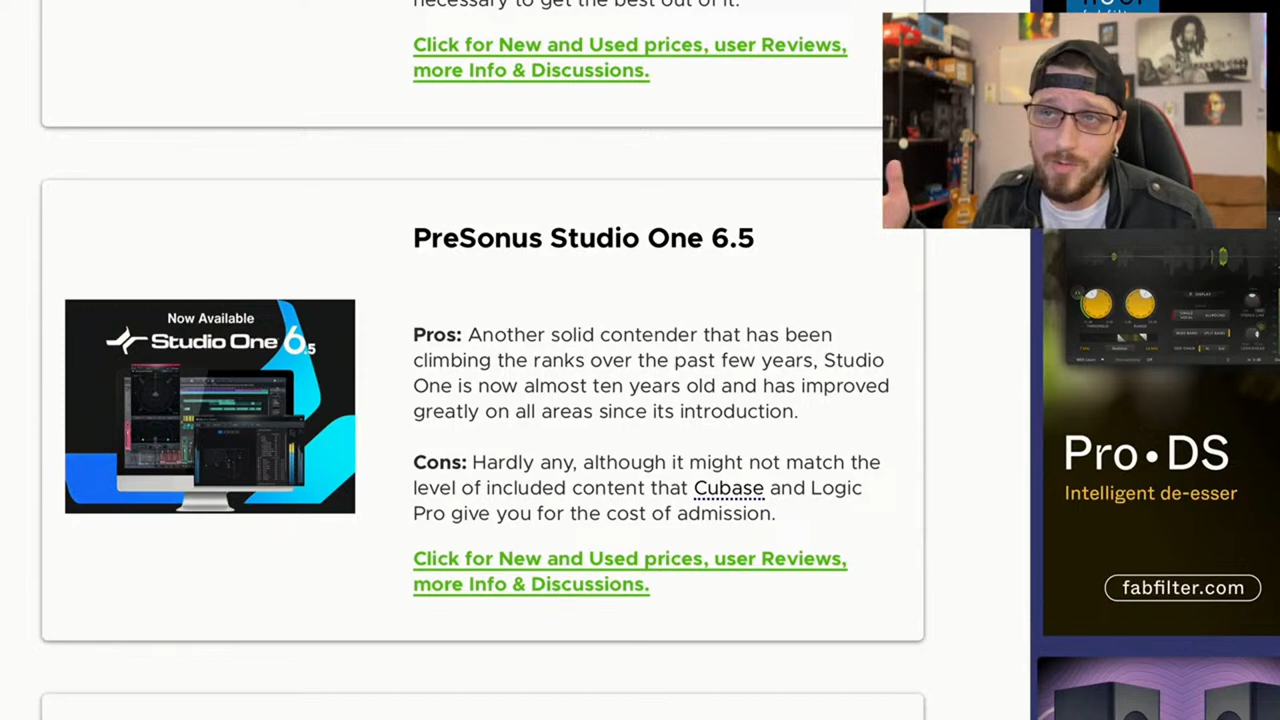 necessary to get the best out of it.
Click for New and Used prices, user Reviews,
more Info & Discussions.
PreSonus Studio One 6.5
Now Available
Studio One 6.5
Pros: Another solid contender that has been
climbing the ranks over the past few years, Studio
One is now almost ten years old and has improved
greatly on all areas since its introduction.
Cons: Hardly any, although it might not match the
level of included content that Cubase and Logic
Pro give you for the cost of admission.
Click for New and Used prices, user Reviews,
more Info & Discussions.
Pro•DS
Intelligent de-esser
fabfilter.com